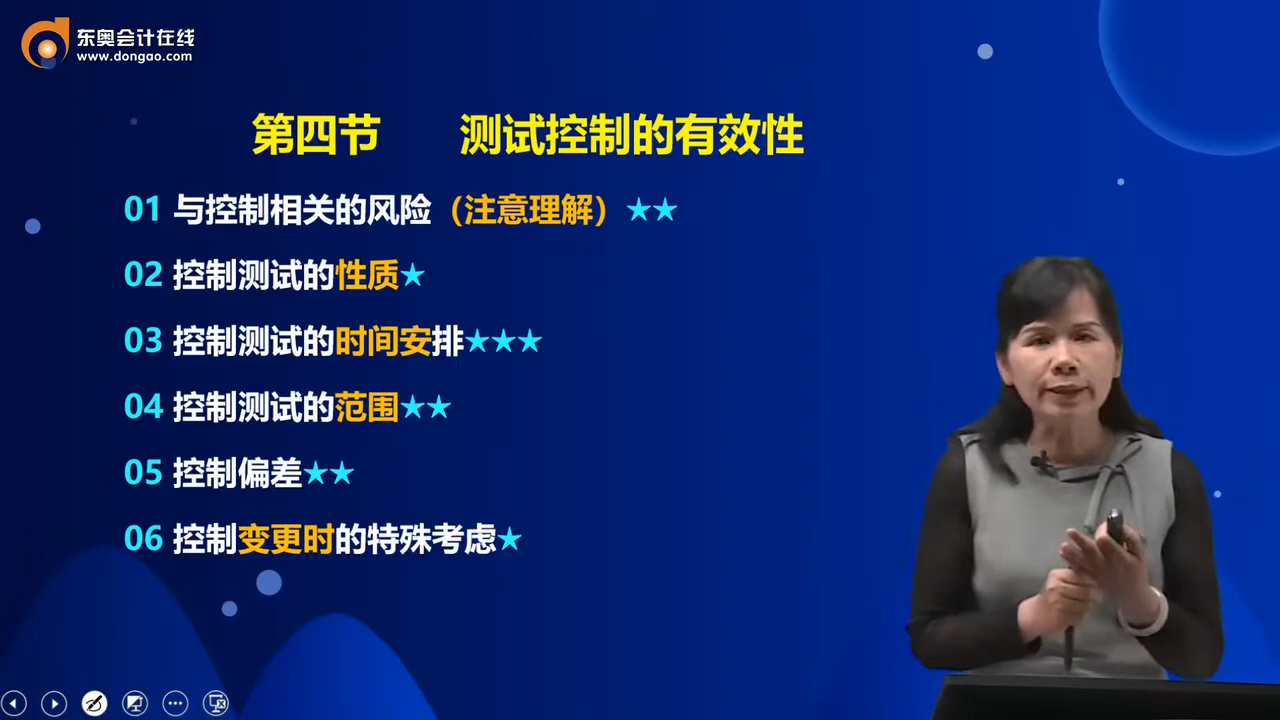 东奥会计在线
www.dongao.com
第四节 测试控制的有效性
01 与控制相关的风险（注意理解）★★
02 控制测试的性质★
03 控制测试的时间安排★★★
04 控制测试的范围★★
05 控制偏差★★
06 控制变更时的特殊考虑★